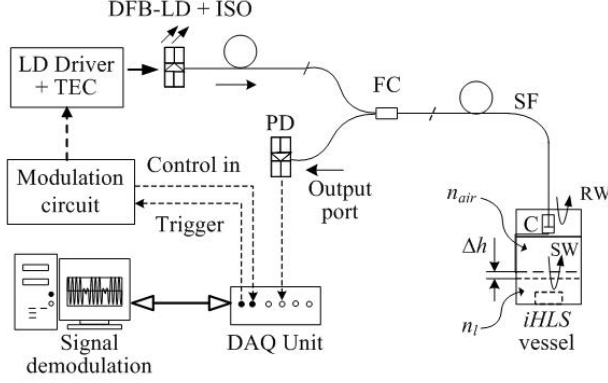 DFB-LD + ISO
LD Driver
+ TEC
FC
SF
PD
Control in
Modulation
circuit
Trigger
Output
port
n_air
RW
C
Δh
SW
n_l
iHLS
vessel
Signal
demodulation
DAQ Unit